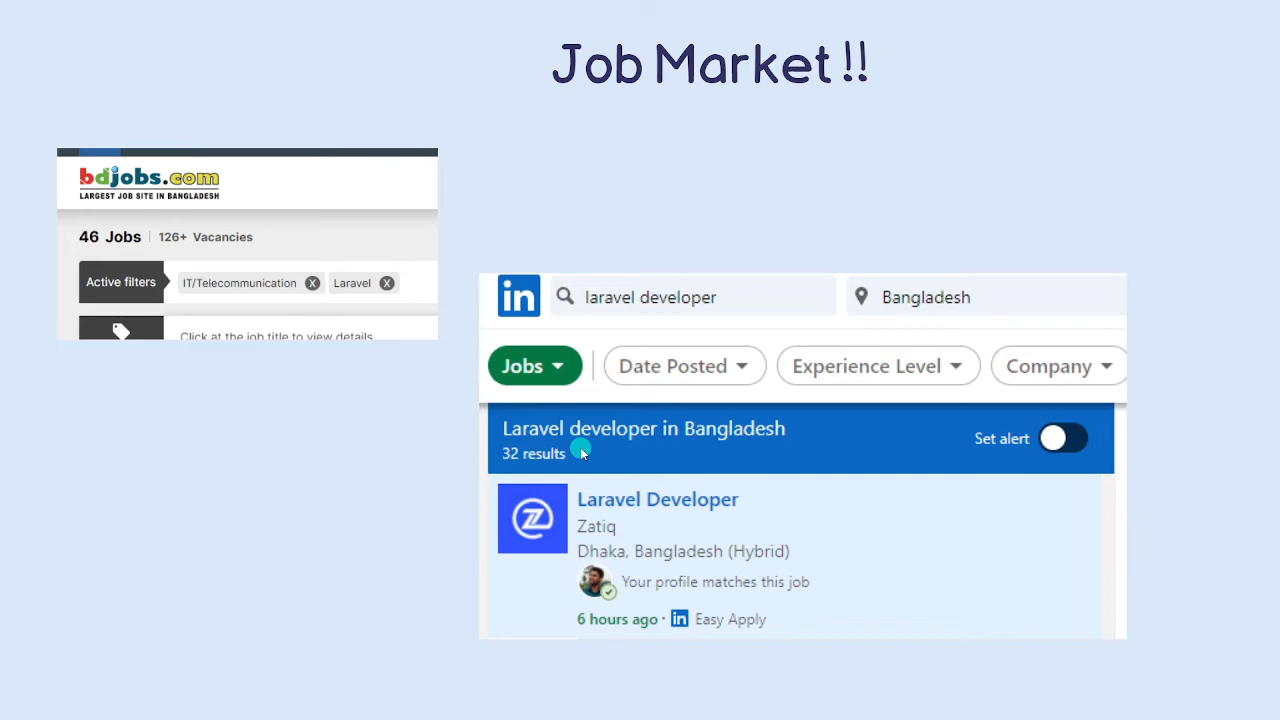 Job Market !!
bdjobs.com
LARGEST JOB SITE IN BANGLADESH
46 Jobs 126+ Vacancies
Active filters IT/Telecommunication X Laravel X
Click at the job title to view details
in laravel developer Bangladesh
Jobs Date Posted Experience Level Company
Laravel developer in Bangladesh
32 results
Set alert
Laravel Developer
Zatiq
Dhaka, Bangladesh (Hybrid)
Your profile matches this job
6 hours ago · in Easy Apply